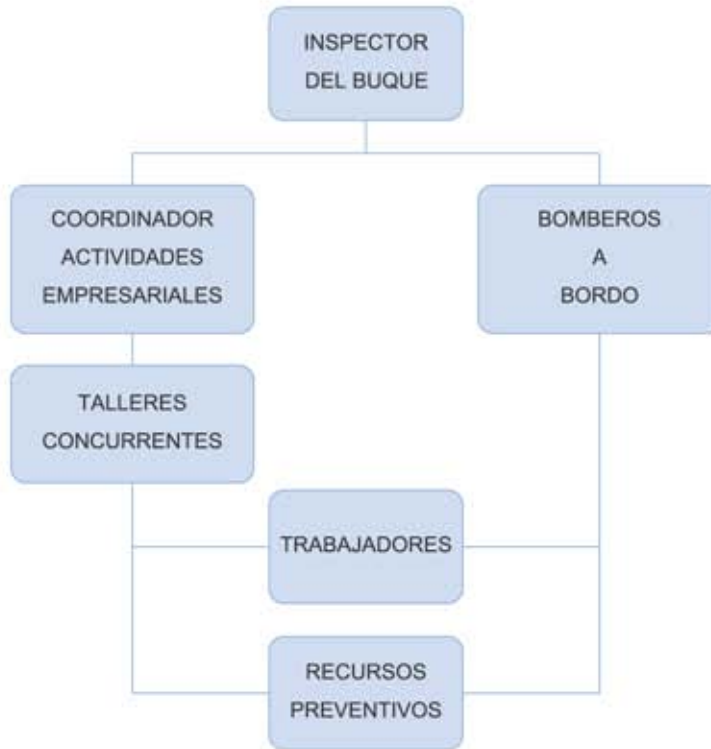 INSPECTOR
DEL BUQUE
COORDINADOR
ACTIVIDADES
EMPRESARIALES
BOMBEROS
A
BORDO
TALLERES
CONCURRENTES
TRABAJADORES
RECURSOS
PREVENTIVOS